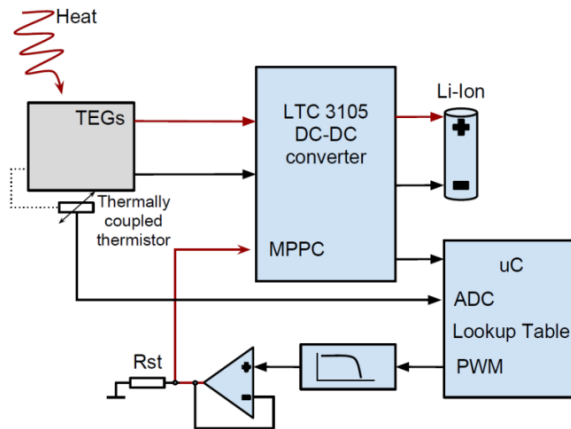 Heat
TEGs
LTC 3105
DC-DC
converter
Li-Ion
+
-
Thermally
coupled
thermistor
MPPC
uC
ADC
Lookup Table
PWM
Rst
+
-